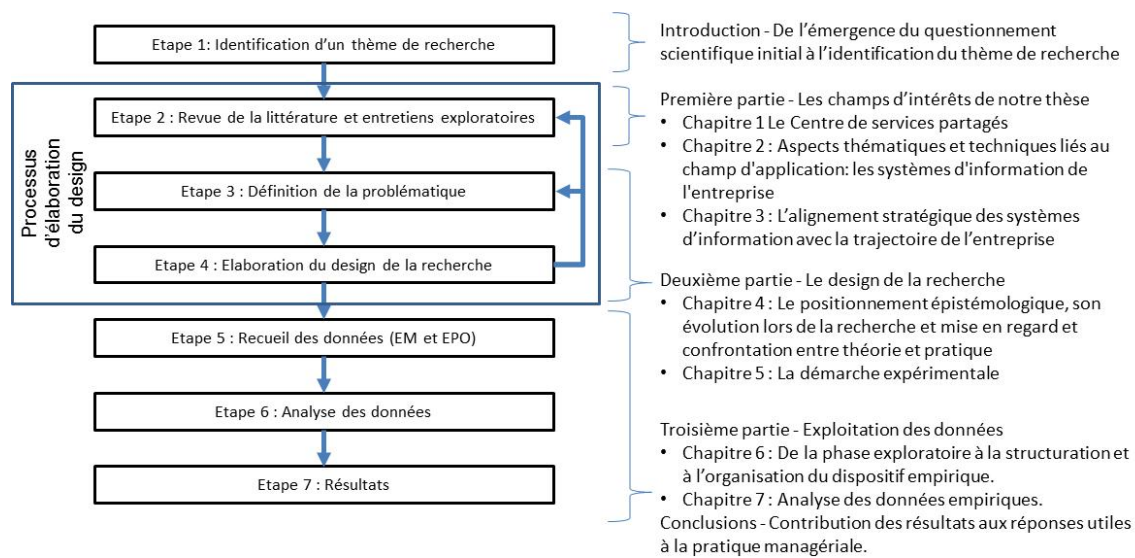 Etape 1: Identification d'un thème de recherche
Processus
d'élaboration
du design
Etape 2 : Revue de la littérature et entretiens exploratoires
Etape 3 : Définition de la problématique
Etape 4 : Elaboration du design de la recherche
Etape 5 : Recueil des données (EM et EPO)
Etape 6 : Analyse des données
Etape 7 : Résultats
Introduction - De l'émergence du questionnement
scientifique initial à l'identification du thème de recherche
Première partie - Les champs d'intérêts de notre thèse
• Chapitre 1 Le Centre de services partagés
• Chapitre 2 : Aspects thématiques et techniques liés au
champ d'application: les systèmes d'information de
l'entreprise
• Chapitre 3 : L'alignement stratégique des systèmes
d'information avec la trajectoire de l'entreprise
Deuxième partie - Le design de la recherche
• Chapitre 4 : Le positionnement épistémologique, son
évolution lors de la recherche et mise en regard et
confrontation entre théorie et pratique
• Chapitre 5 : La démarche expérimentale
Troisième partie - Exploitation des données
• Chapitre 6 : De la phase exploratoire à la structuration et
à l'organisation du dispositif empirique.
• Chapitre 7 : Analyse des données empiriques.
Conclusions - Contribution des résultats aux réponses utiles
à la pratique managériale.